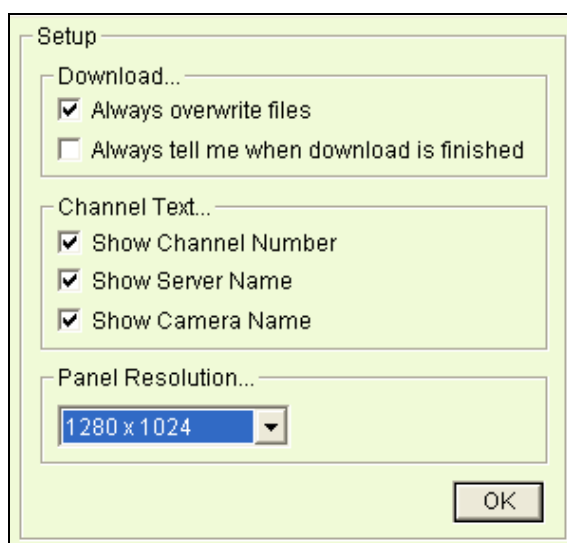 Setup
Download...
Always overwrite files
Always tell me when download is finished
Channel Text...
Show Channel Number
Show Server Name
Show Camera Name
Panel Resolution...
1280 x 1024
OK